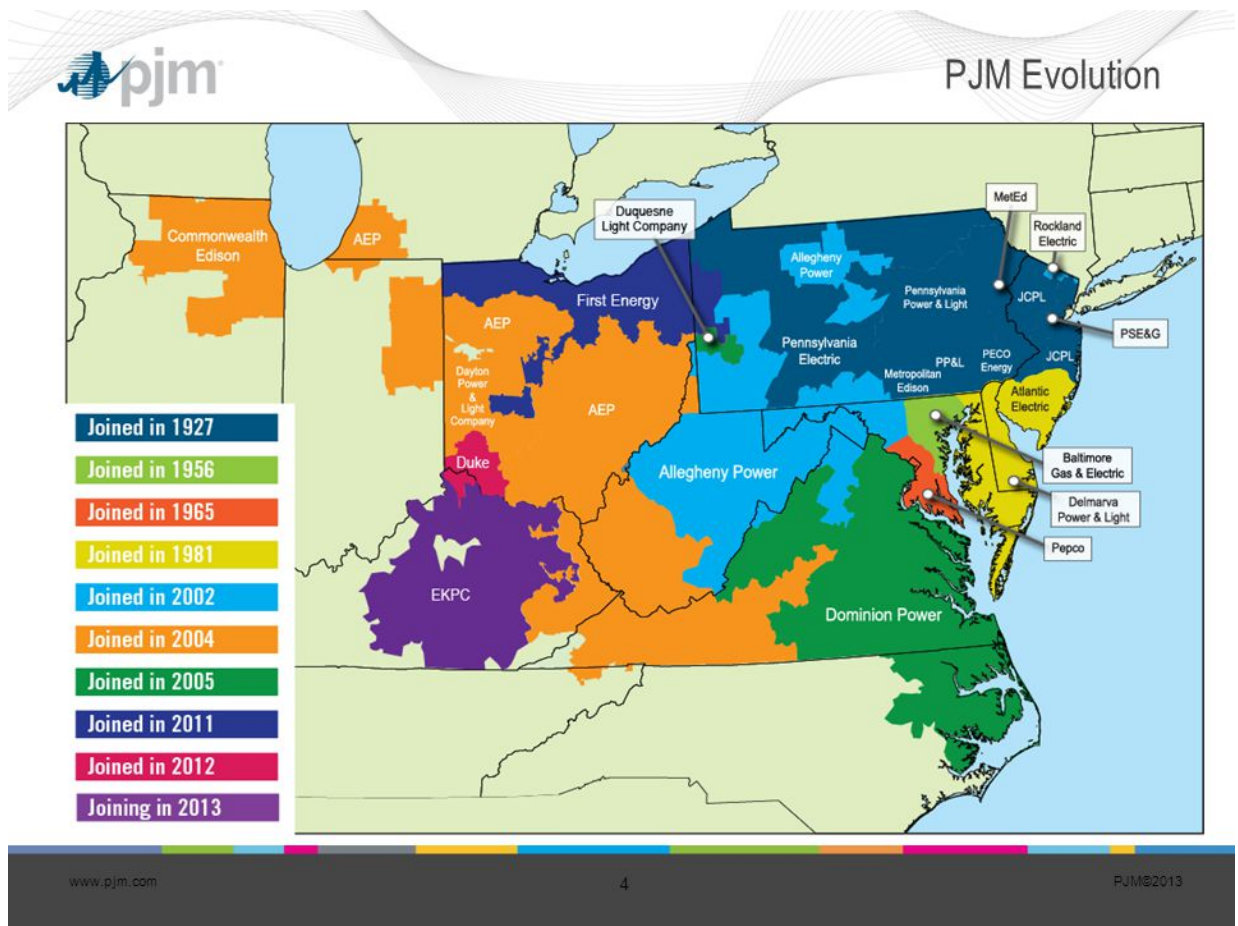 pjm
PJM Evolution
MetEd
Duquesne
Light Company
Rockland
Electric
Commonwealth
Edison
AEP
Allegheny
Power
First Energy
Pennsylvania
Power & Light
JCPL
PSE&G
AEP
Pennsylvania
Electric
PP&L
PECO
Energy
JCPL
Metropolitan
Edison
Dayton
Power
&
Light
Company
AEP
Atlantic
Electric
Joined in 1927
Joined in 1956
Joined in 1965
Joined in 1981
Joined in 2002
Joined in 2004
Joined in 2005
Joined in 2011
Joined in 2012
Joining in 2013
Duke
Allegheny Power
Baltimore
Gas & Electric
Delmarva
Power & Light
Pepco
EKPC
Dominion Power
www.pjm.com
4
PJM©2013